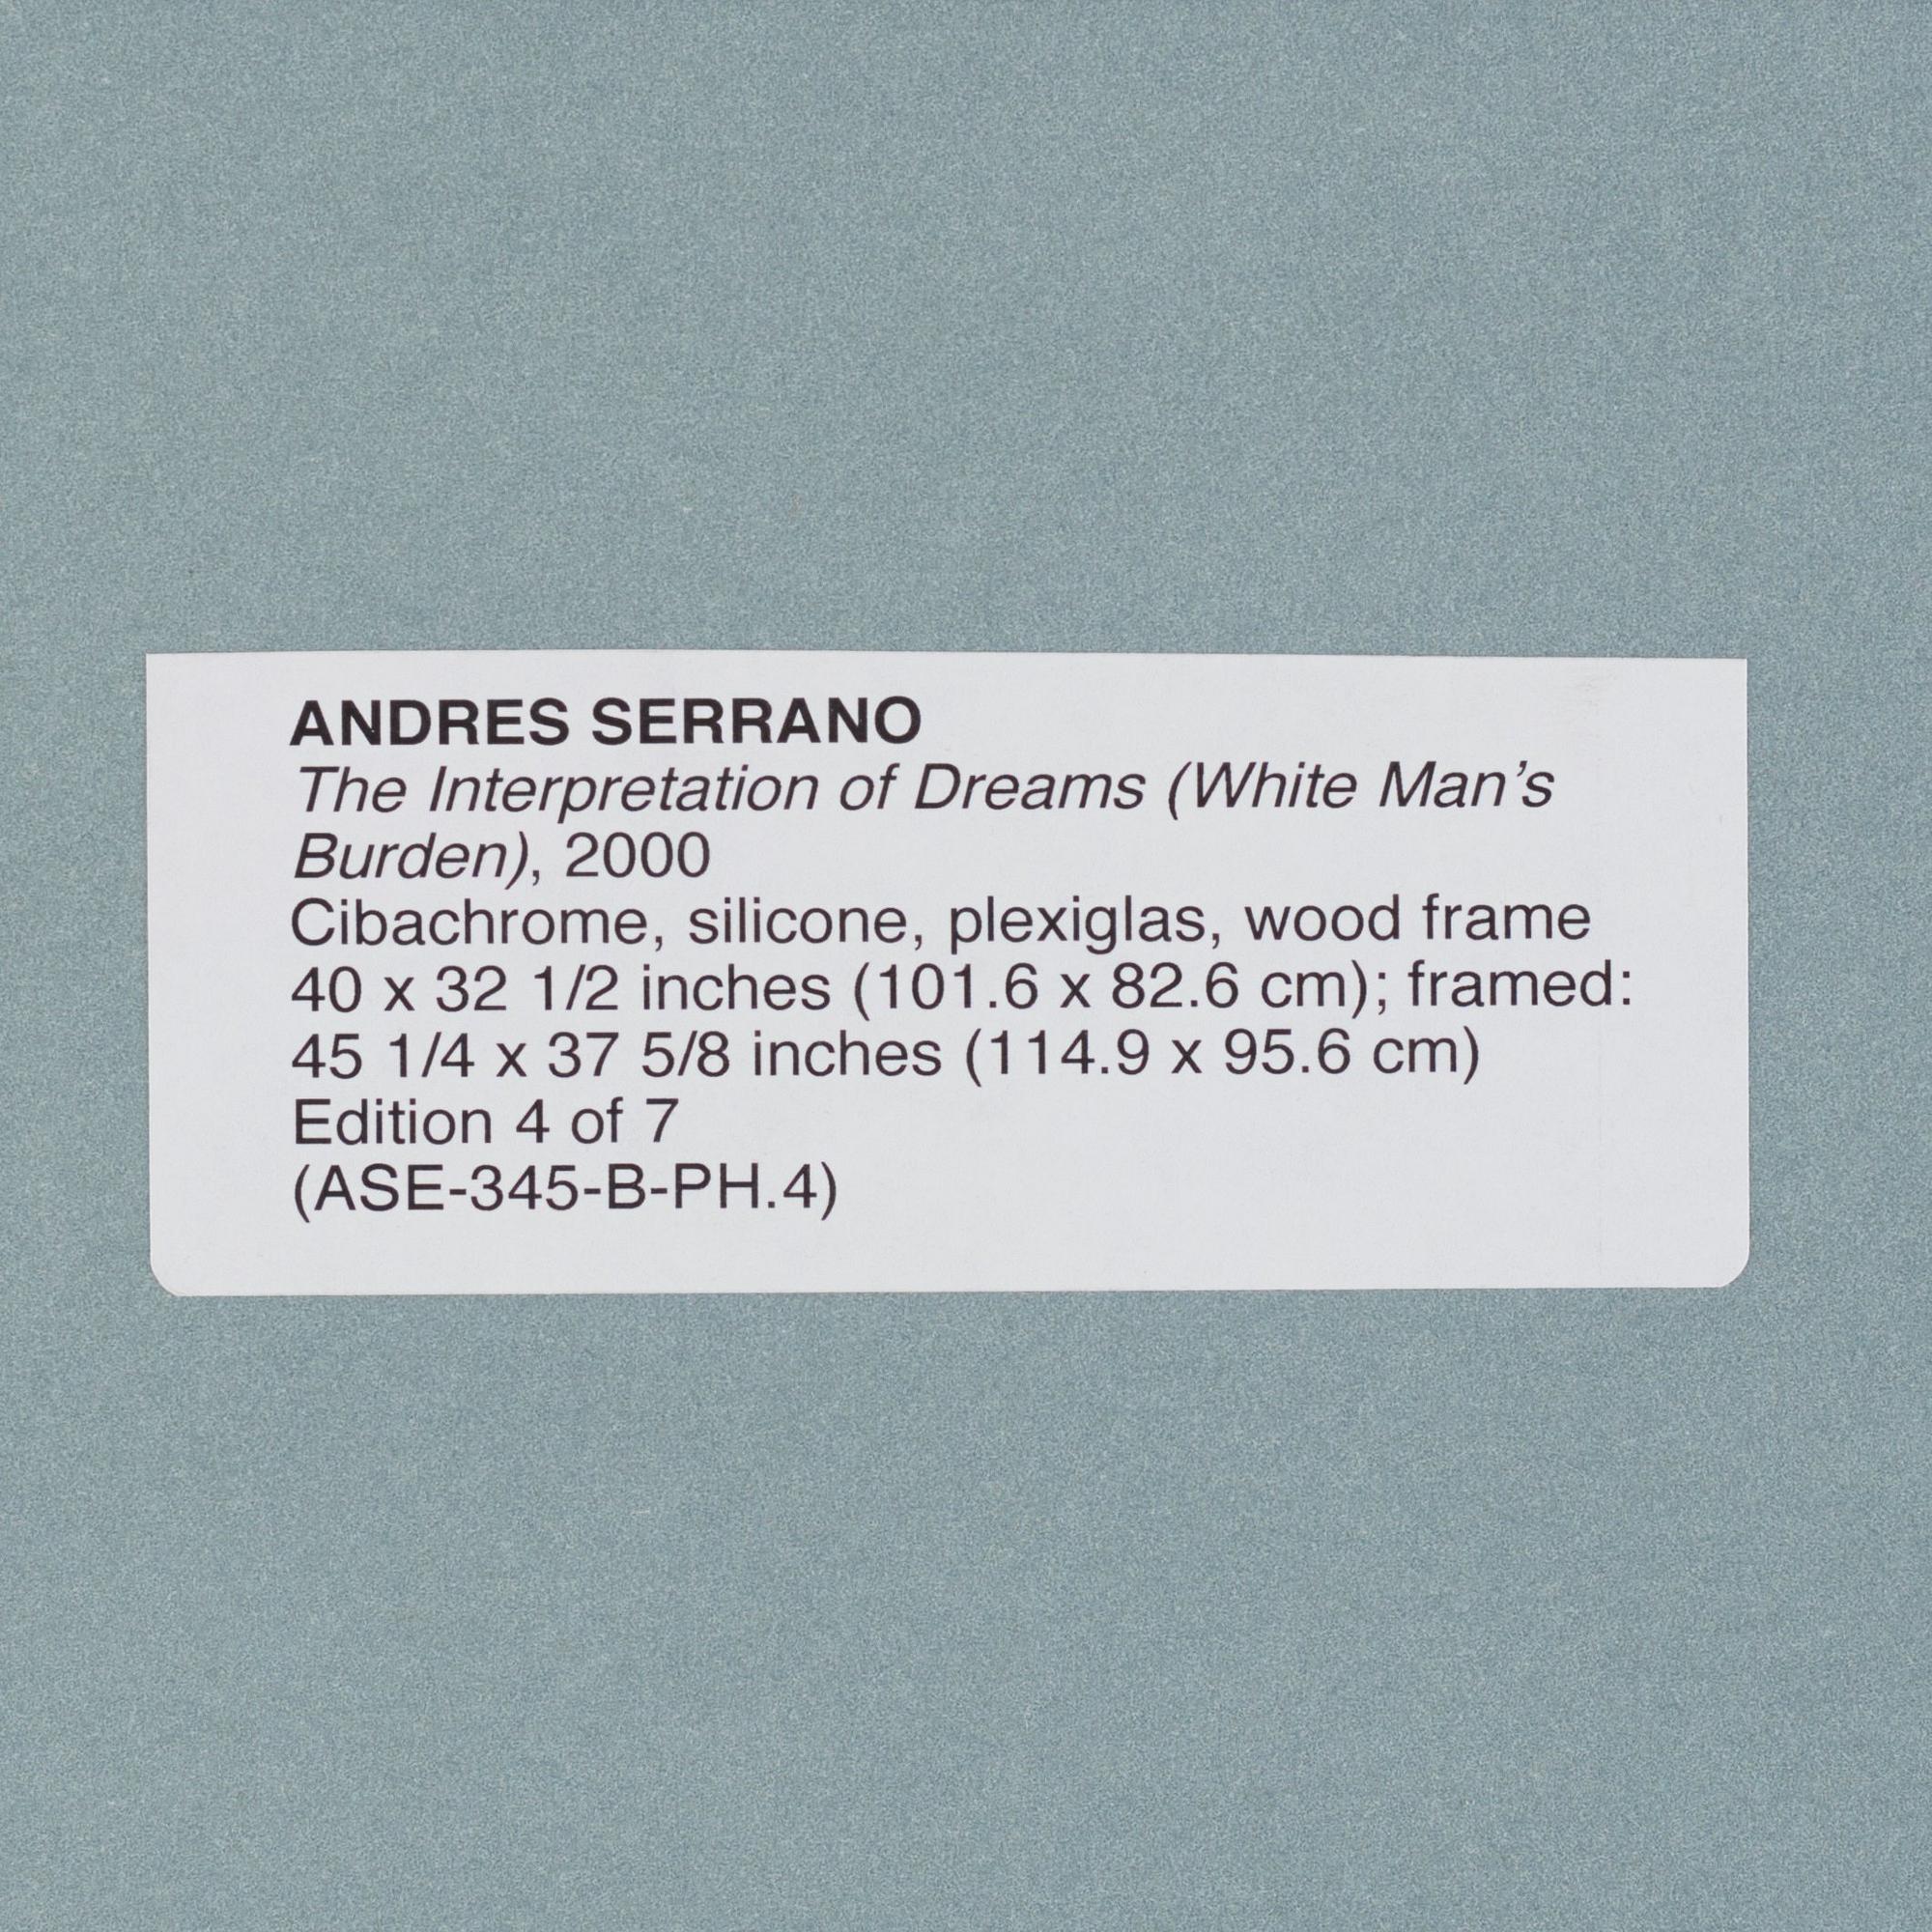 ANDRES SERRANO
The Interpretation of Dreams (White Man’s
Burden), 2000
Cibachrome, silicone, plexiglas, wood frame
40 x 32 1/2 inches (101.6 x 82.6 cm); framed:
45 1/4 x 37 5/8 inches (114.9 x 95.6 cm)
Edition 4 of 7
(ASE-345-B-PH.4)